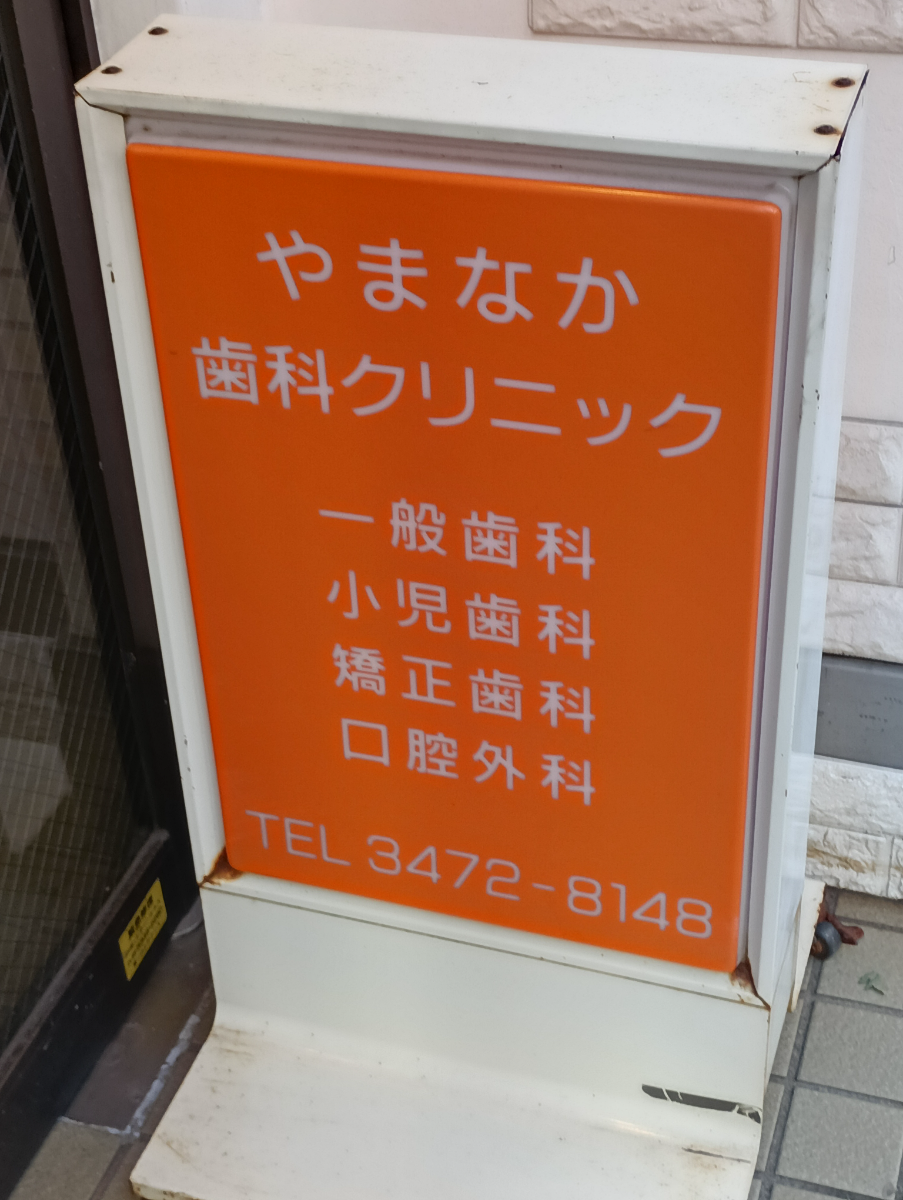 やまなか
歯科クリニック
一般歯科
小児歯科
矯正歯科
口腔外科
TEL 3472-8148